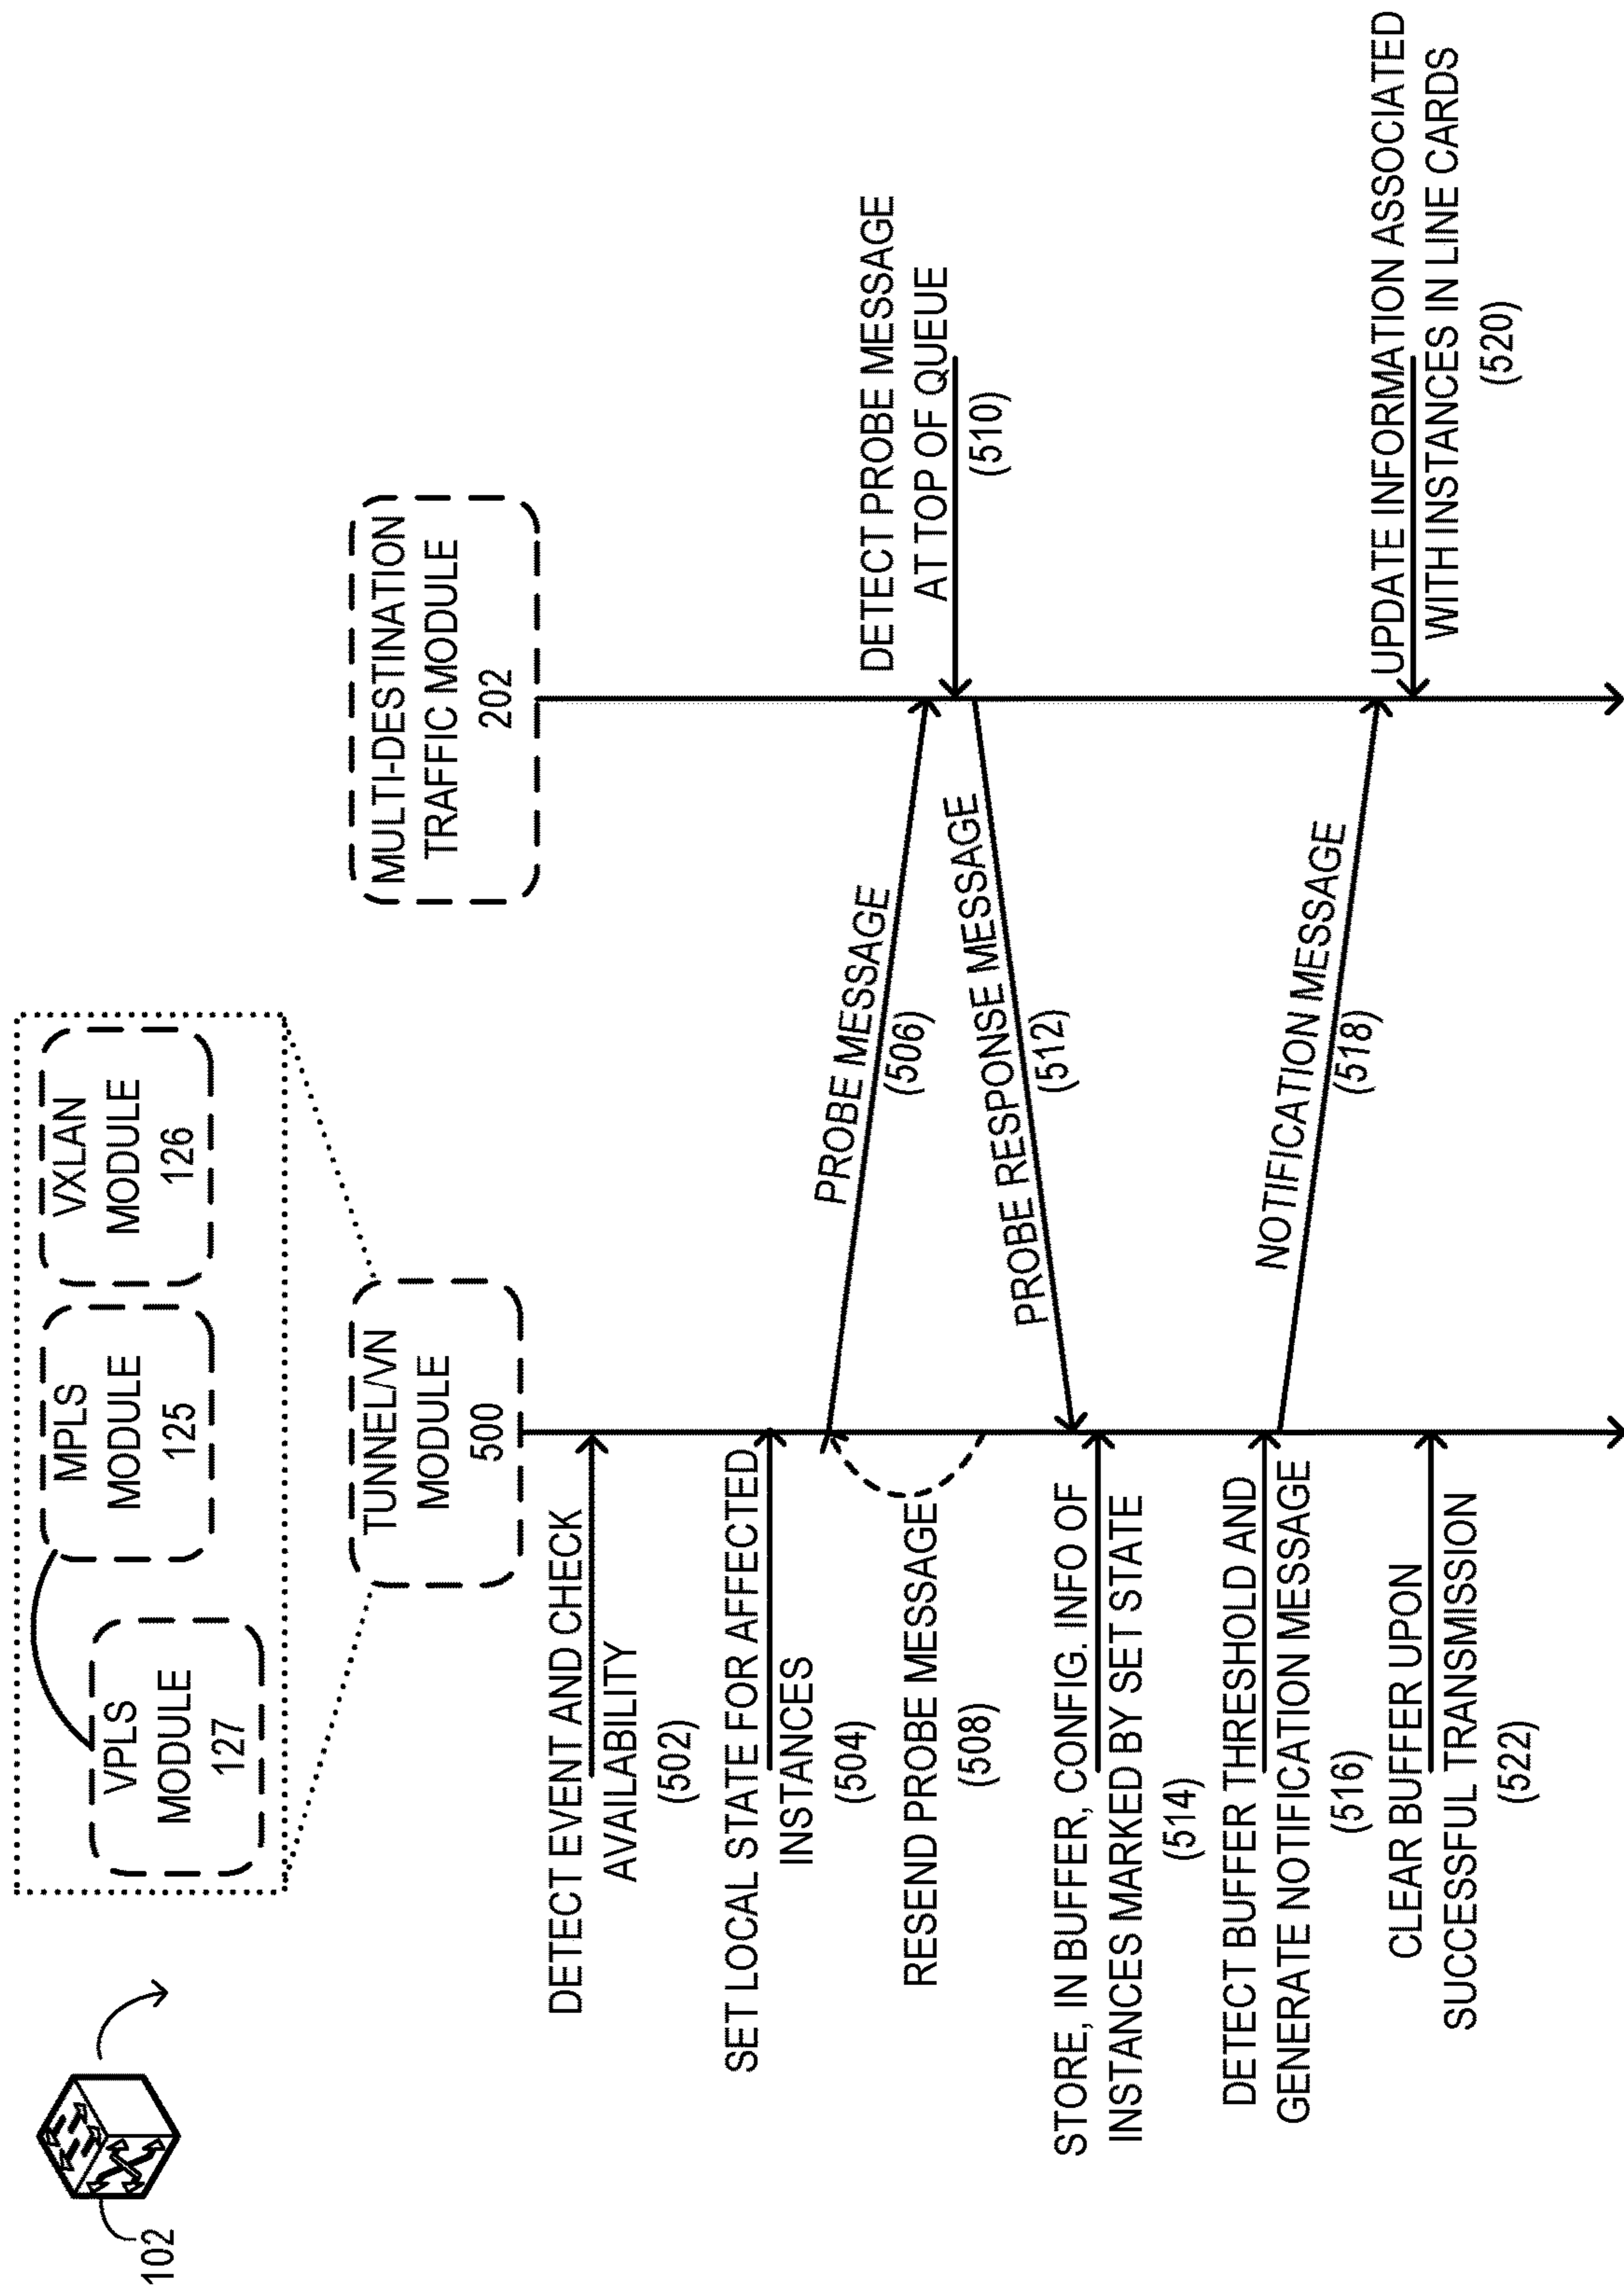 102
VPLS
MODULE
127
MPLS
MODULE
125
VXLAN
MODULE
126
TUNNEL/VN
MODULE
500
MULTI-DESTINATION
TRAFFIC MODULE
202
DETECT EVENT AND CHECK
AVAILABILITY
(502)
SET LOCAL STATE FOR AFFECTED
INSTANCES
(504)
PROBE MESSAGE
(506)
RESEND PROBE MESSAGE
(508)
DETECT PROBE MESSAGE
AT TOP OF QUEUE
(510)
PROBE RESPONSE MESSAGE
(512)
STORE, IN BUFFER, CONFIG. INFO OF
INSTANCES MARKED BY SET STATE
(514)
DETECT BUFFER THRESHOLD AND
GENERATE NOTIFICATION MESSAGE
(516)
NOTIFICATION MESSAGE
(518)
UPDATE INFORMATION ASSOCIATED
WITH INSTANCES IN LINE CARDS
(520)
CLEAR BUFFER UPON
SUCCESSFUL TRANSMISSION
(522)